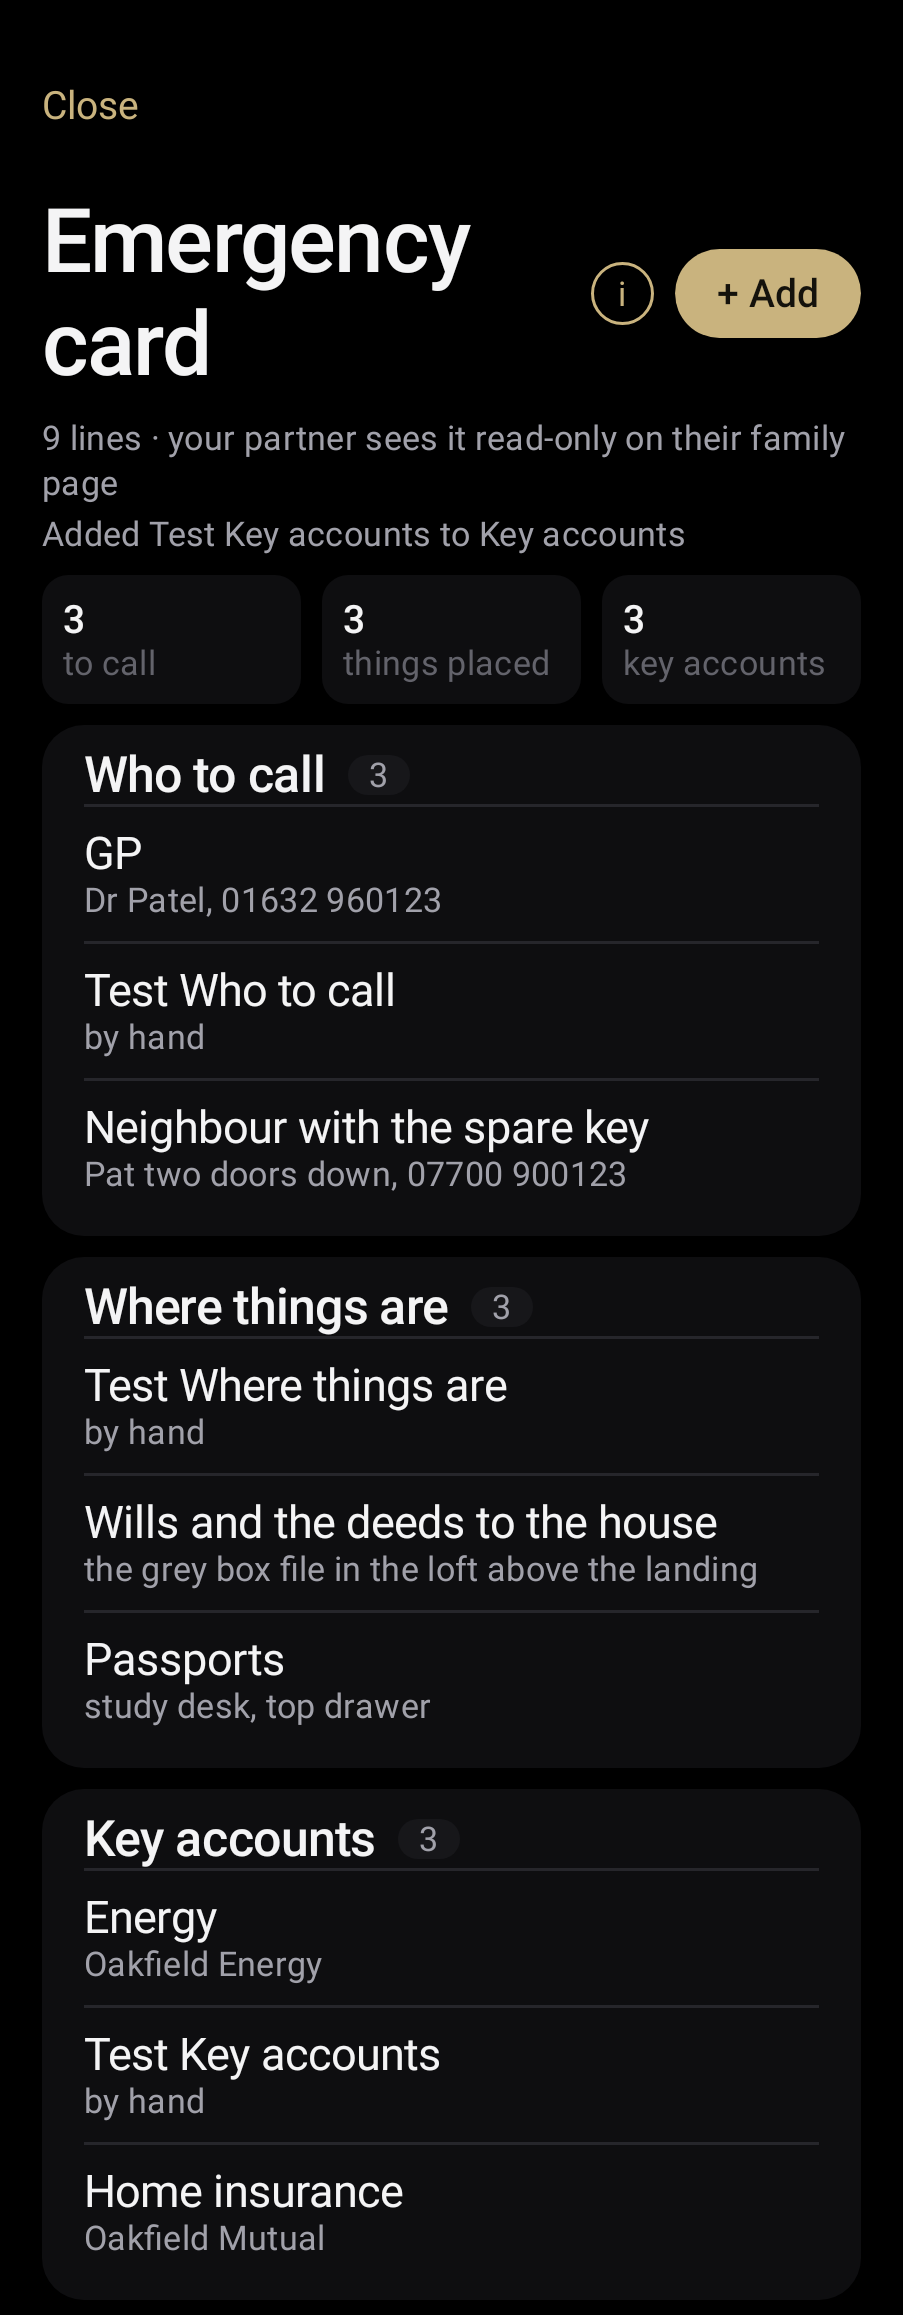 Close
Emergency
card
i
+ Add
9 lines · your partner sees it read-only on their family
page
Added Test Key accounts to Key accounts
3
to call
3
things placed
3
key accounts
Who to call 3
GP
Dr Patel, 01632 960123
Test Who to call
by hand
Neighbour with the spare key
Pat two doors down, 07700 900123
Where things are 3
Test Where things are
by hand
Wills and the deeds to the house
the grey box file in the loft above the landing
Passports
study desk, top drawer
Key accounts 3
Energy
Oakfield Energy
Test Key accounts
by hand
Home insurance
Oakfield Mutual